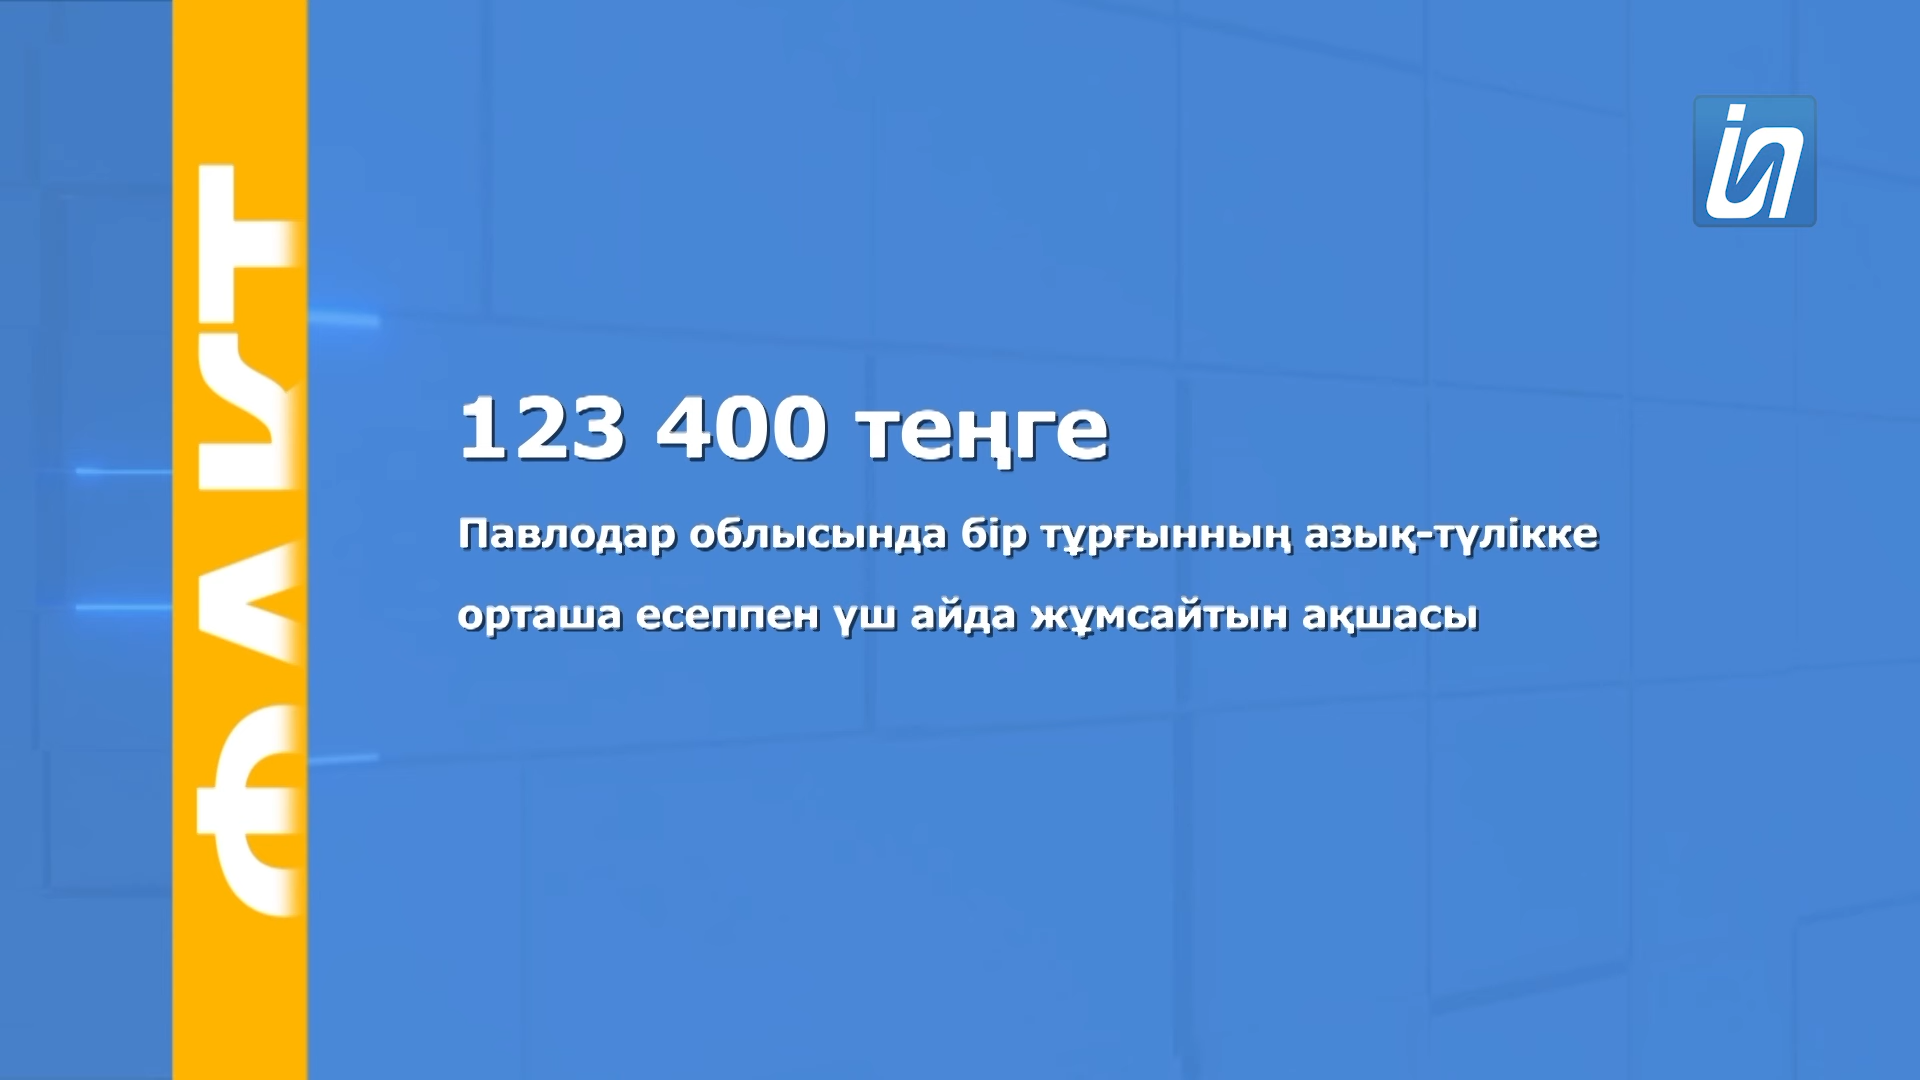 ФАКТ
123 400 теңге
Павлодар облысында бір тұрғынның азық-түлікке
орташа есеппен үш айда жұмсайтын ақшасы